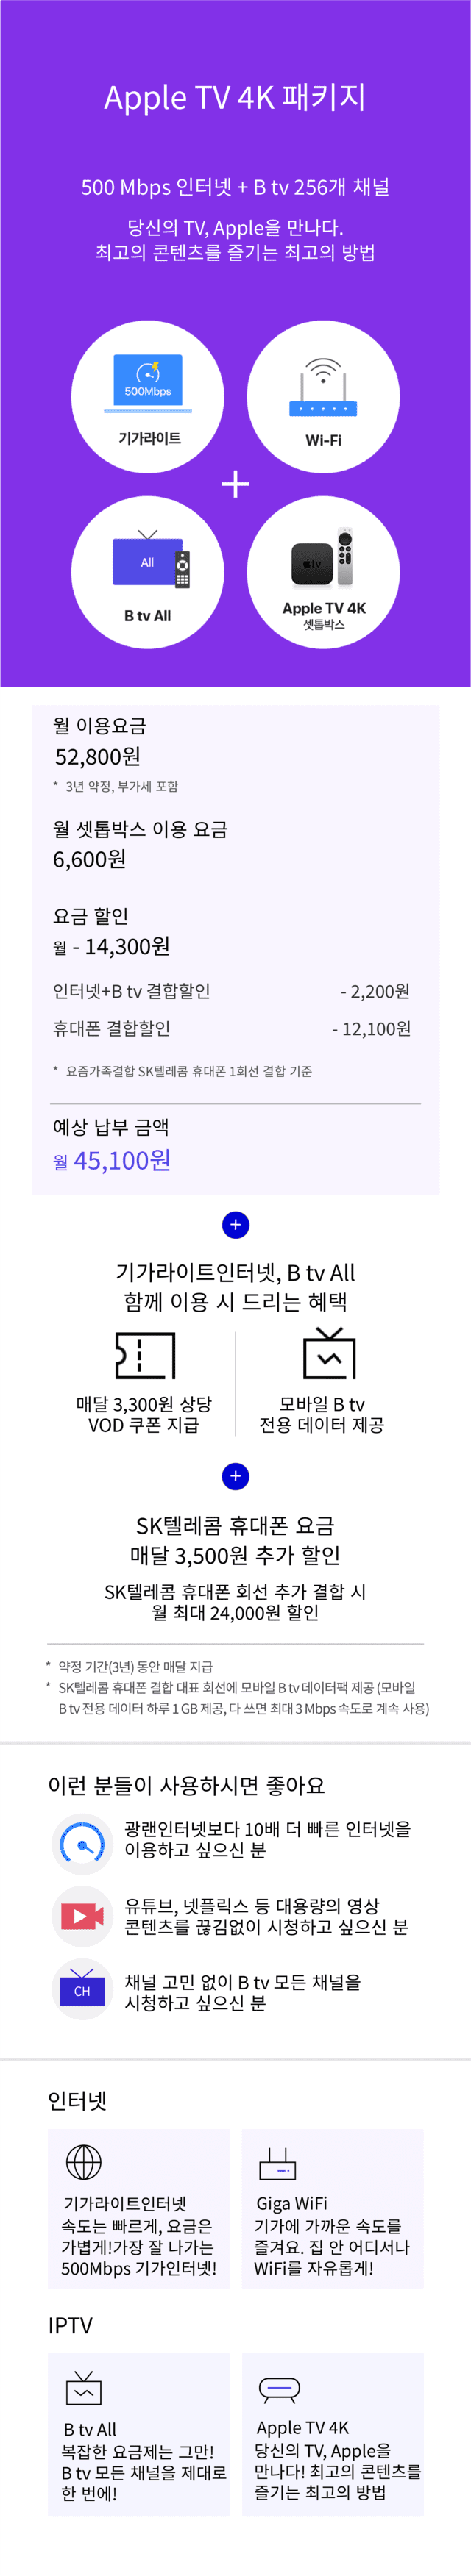 Apple TV 4K 패키지
500 Mbps 인터넷 + B tv 256개 채널
당신의 TV, Apple을 만나다.
최고의 콘텐츠를 즐기는 최고의 방법
500Mbps
기가라이트
Wi-Fi
+
All
B tv All
tv
Apple TV 4K
셋톱박스
월 이용요금
52,800원
* 3년 약정, 부가세 포함
월 셋톱박스 이용 요금
6,600원
요금 할인
월 - 14,300원
인터넷+B tv 결합할인 - 2,200원
휴대폰 결합할인 - 12,100원
* 요즘가족결합 SK텔레콤 휴대폰 1회선 결합 기준
예상 납부 금액
월 45,100원
+
기가라이트인터넷, B tv All
함께 이용 시 드리는 혜택
매달 3,300원 상당
VOD 쿠폰 지급
모바일 B tv
전용 데이터 제공
+
SK텔레콤 휴대폰 요금
매달 3,500원 추가 할인
SK텔레콤 휴대폰 회선 추가 결합 시
월 최대 24,000원 할인
* 약정 기간(3년) 동안 매달 지급
* SK텔레콤 휴대폰 결합 대표 회선에 모바일 B tv 데이터팩 제공 (모바일
B tv 전용 데이터 하루 1 GB 제공, 다 쓰면 최대 3 Mbps 속도로 계속 사용)
이런 분들이 사용하시면 좋아요
광랜인터넷보다 10배 더 빠른 인터넷을
이용하고 싶으신 분
유튜브, 넷플릭스 등 대용량의 영상
콘텐츠를 끊김없이 시청하고 싶으신 분
CH
채널 고민 없이 B tv 모든 채널을
시청하고 싶으신 분
인터넷
기가라이트인터넷
속도는 빠르게, 요금은
가볍게!가장 잘 나가는
500Mbps 기가인터넷!
Giga WiFi
기가에 가까운 속도를
즐겨요. 집 안 어디서나
WiFi를 자유롭게!
IPTV
B tv All
복잡한 요금제는 그만!
B tv 모든 채널을 제대로
한 번에!
Apple TV 4K
당신의 TV, Apple을
만나다! 최고의 콘텐츠를
즐기는 최고의 방법